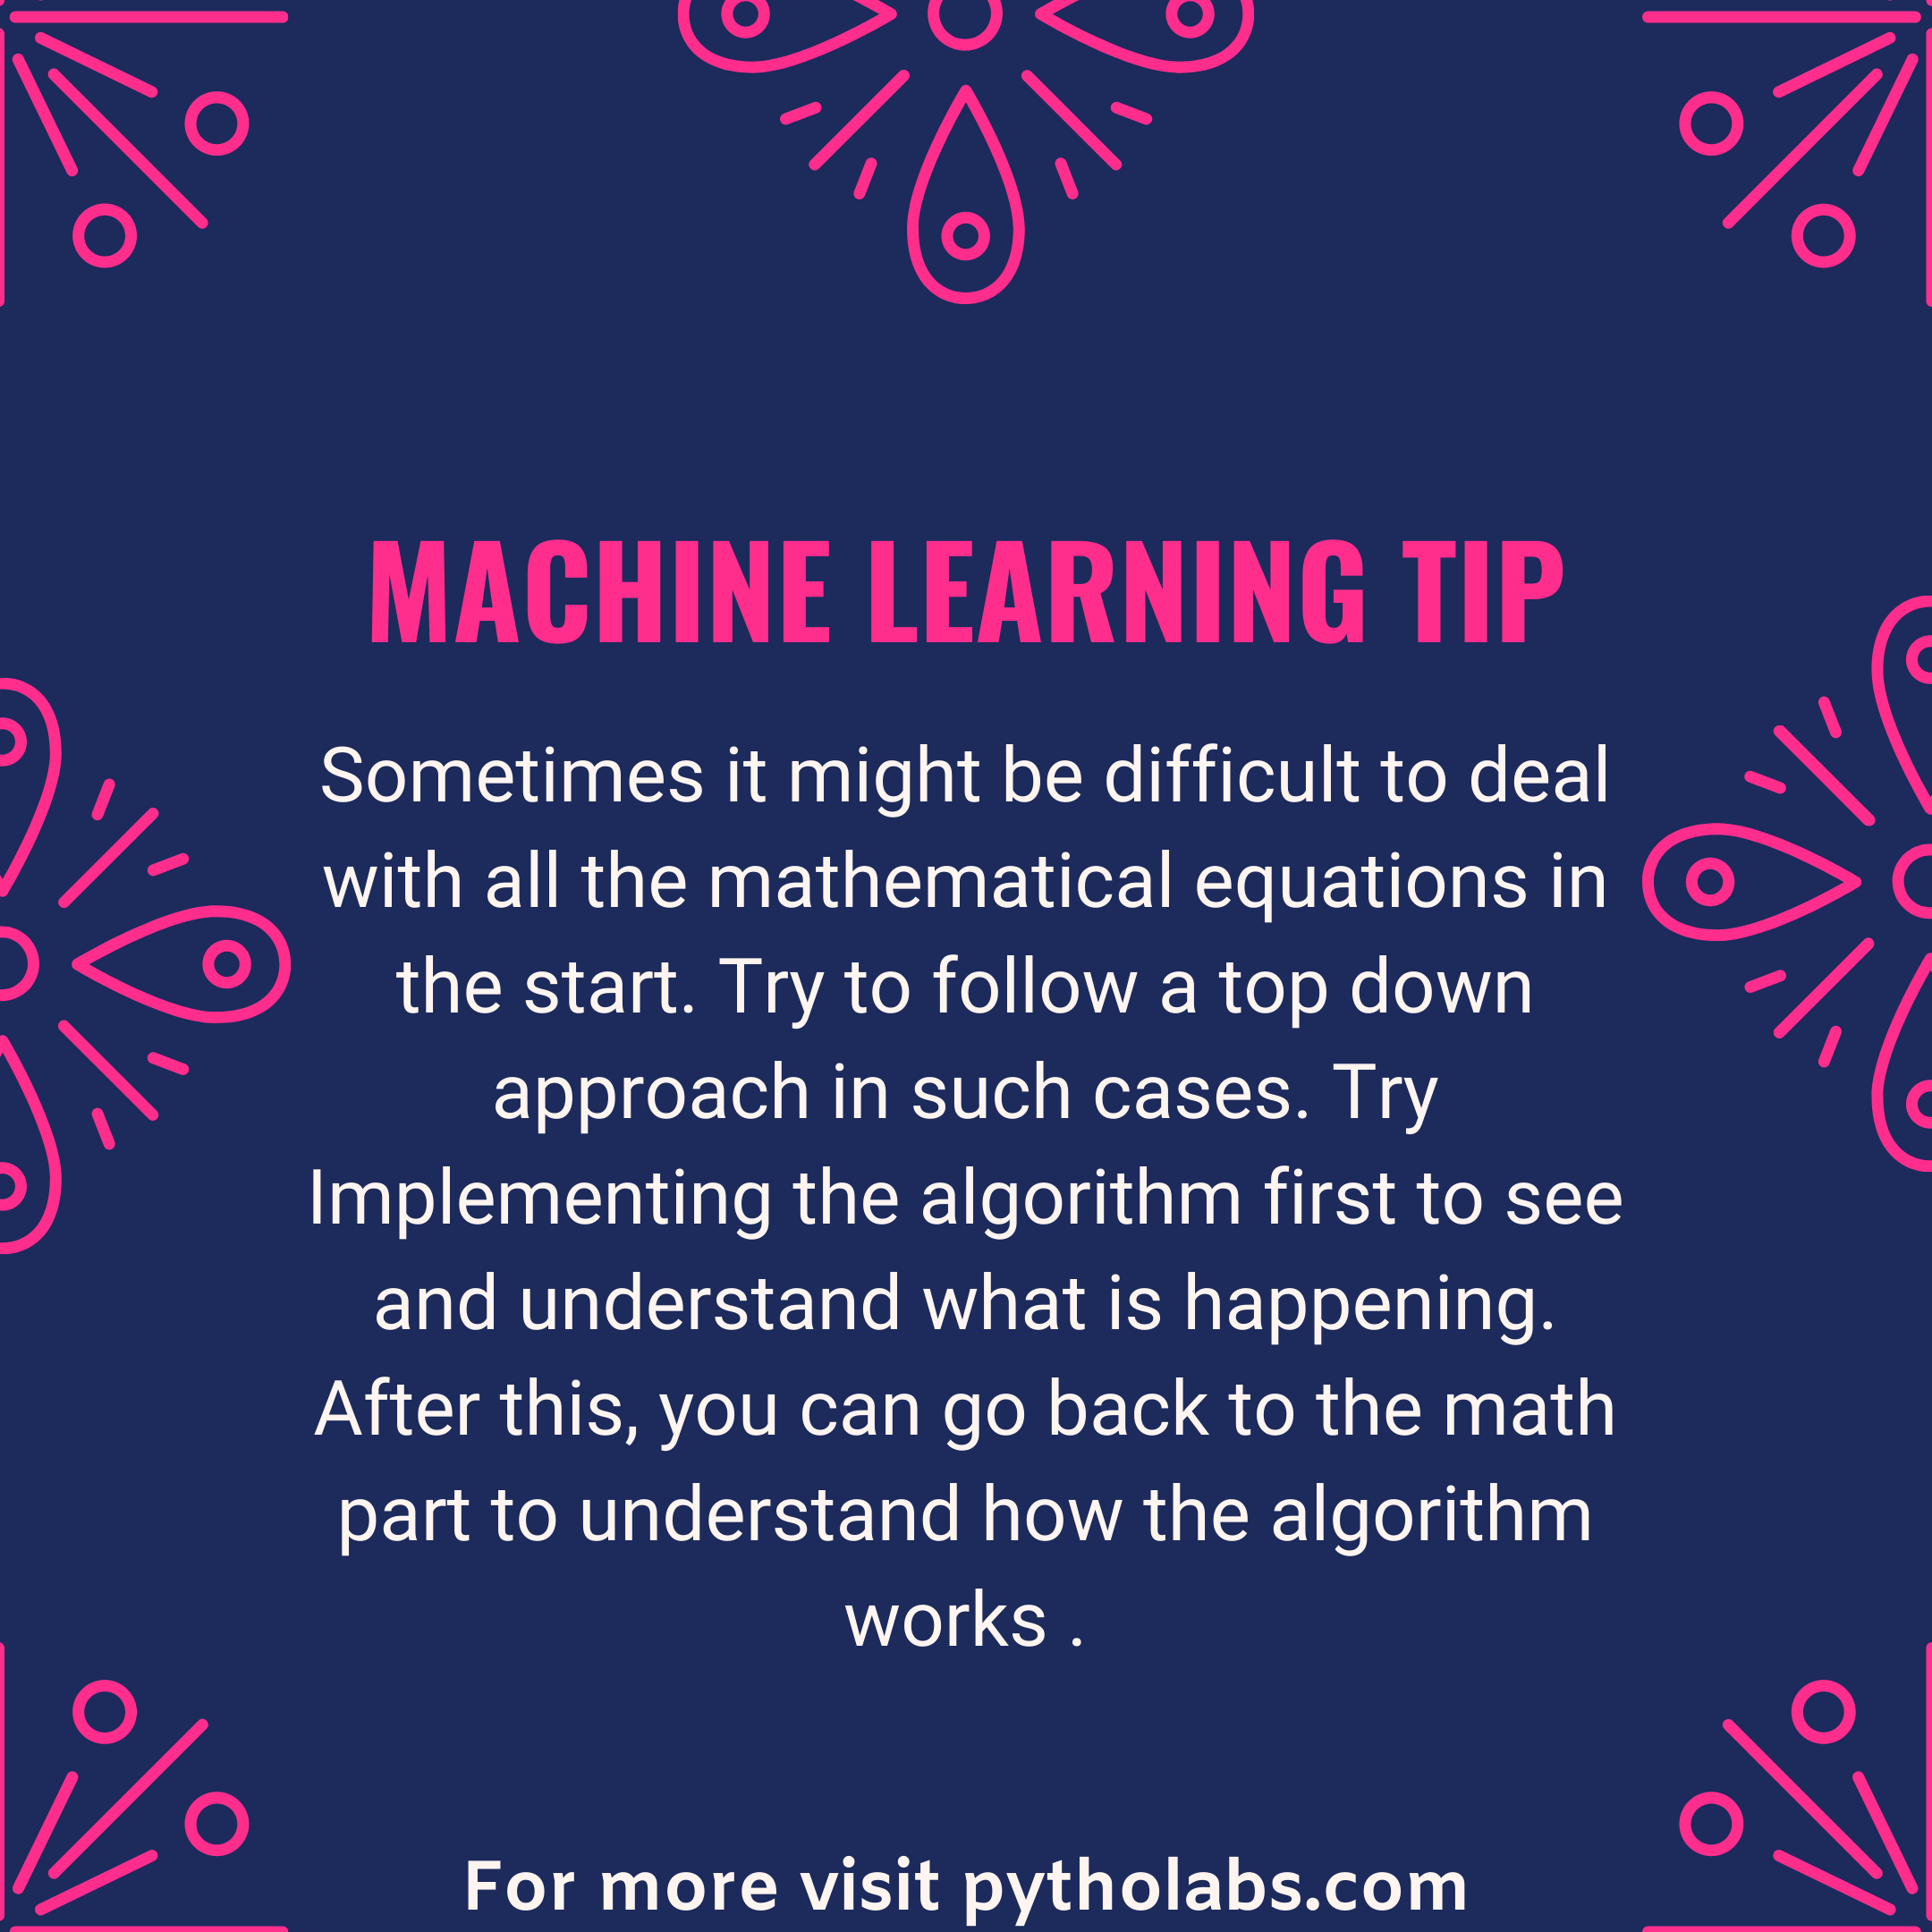 MACHINE LEARNING TIP
Sometimes it might be difficult to deal
with all the mathematical equations in
the start. Try to follow a top down
approach in such cases. Try
Implementing the algorithm first to see
and understand what is happening.
After this, you can go back to the math
part to understand how the algorithm
works .
For more visit pytholabs.com